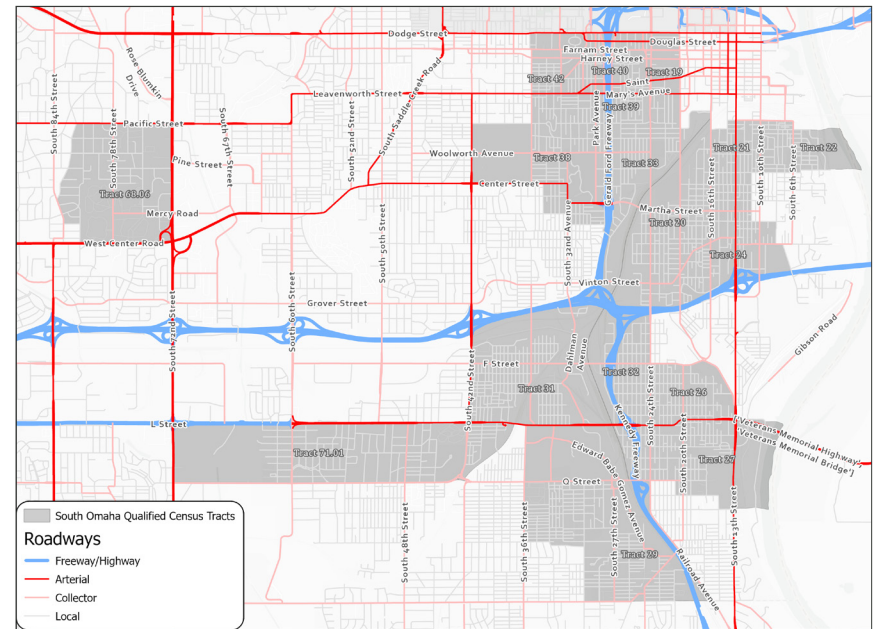 Dodge Street
Douglas Street
Farnam Street
Harney Street
Rose Blumkin
Drive
South 84th Street
South 78th Street
South 67th Street
South Saddle Creek Road
Tract 42
Tract 40
Tract 19
Saint
Mary's Avenue
Leavenworth Street
Tract 39
Park Avenue
Gerald Ford Freeway
Pacific Street
South 52nd Street
Pine Street
Woolworth Avenue
Tract 38
Tract 33
Tract 21
Tract 22
South 16th Street
South 10th Street
South 6th Street
Center Street
Tract 68.06
Mercy Road
Martha Street
Tract 20
South 50th Street
South 32nd Avenue
West Center Road
Tract 24
Vinton Street
Grover Street
South 72nd Street
South 60th Street
South 42nd Street
Gibson Road
F Street
Dahlman
Avenue
Tract 31
Tract 32
Tract 26
South 24th Street
Kennedy Freeway
L Street
['Veterans Memorial Highway',
'Veterans Memorial Bridge']
Tract 71.01
Edward Babe Gomez Avenue
South 20th Street
Tract 27
Q Street
South 48th Street
South 36th Street
South 27th Street
South 13th Street
Tract 29
Railroad Avenue
South Omaha Qualified Census Tracts
Roadways
Freeway/Highway
Arterial
Collector
Local